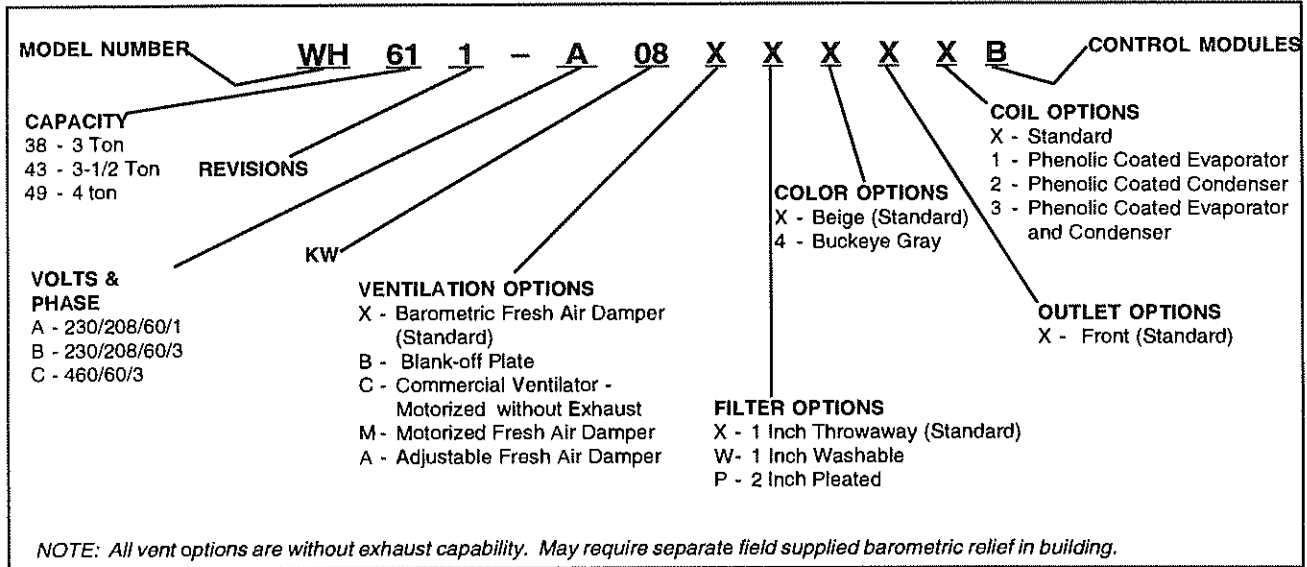 MODEL NUMBER WH 61 1 – A 08 X X X X X B CONTROL MODULES
CAPACITY
38 - 3 Ton
43 - 3-1/2 Ton
49 - 4 ton
REVISIONS
VOLTS &
PHASE
A - 230/208/60/1
B - 230/208/60/3
C - 460/60/3
KW
VENTILATION OPTIONS
X - Barometric Fresh Air Damper
(Standard)
B - Blank-off Plate
C - Commercial Ventilator -
Motorized without Exhaust
M - Motorized Fresh Air Damper
A - Adjustable Fresh Air Damper
FILTER OPTIONS
X - 1 Inch Throwaway (Standard)
W- 1 Inch Washable
P - 2 Inch Pleated
COLOR OPTIONS
X - Beige (Standard)
4 - Buckeye Gray
OUTLET OPTIONS
X - Front (Standard)
COIL OPTIONS
X - Standard
1 - Phenolic Coated Evaporator
2 - Phenolic Coated Condenser
3 - Phenolic Coated Evaporator
and Condenser
NOTE: All vent options are without exhaust capability. May require separate field supplied barometric relief in building.